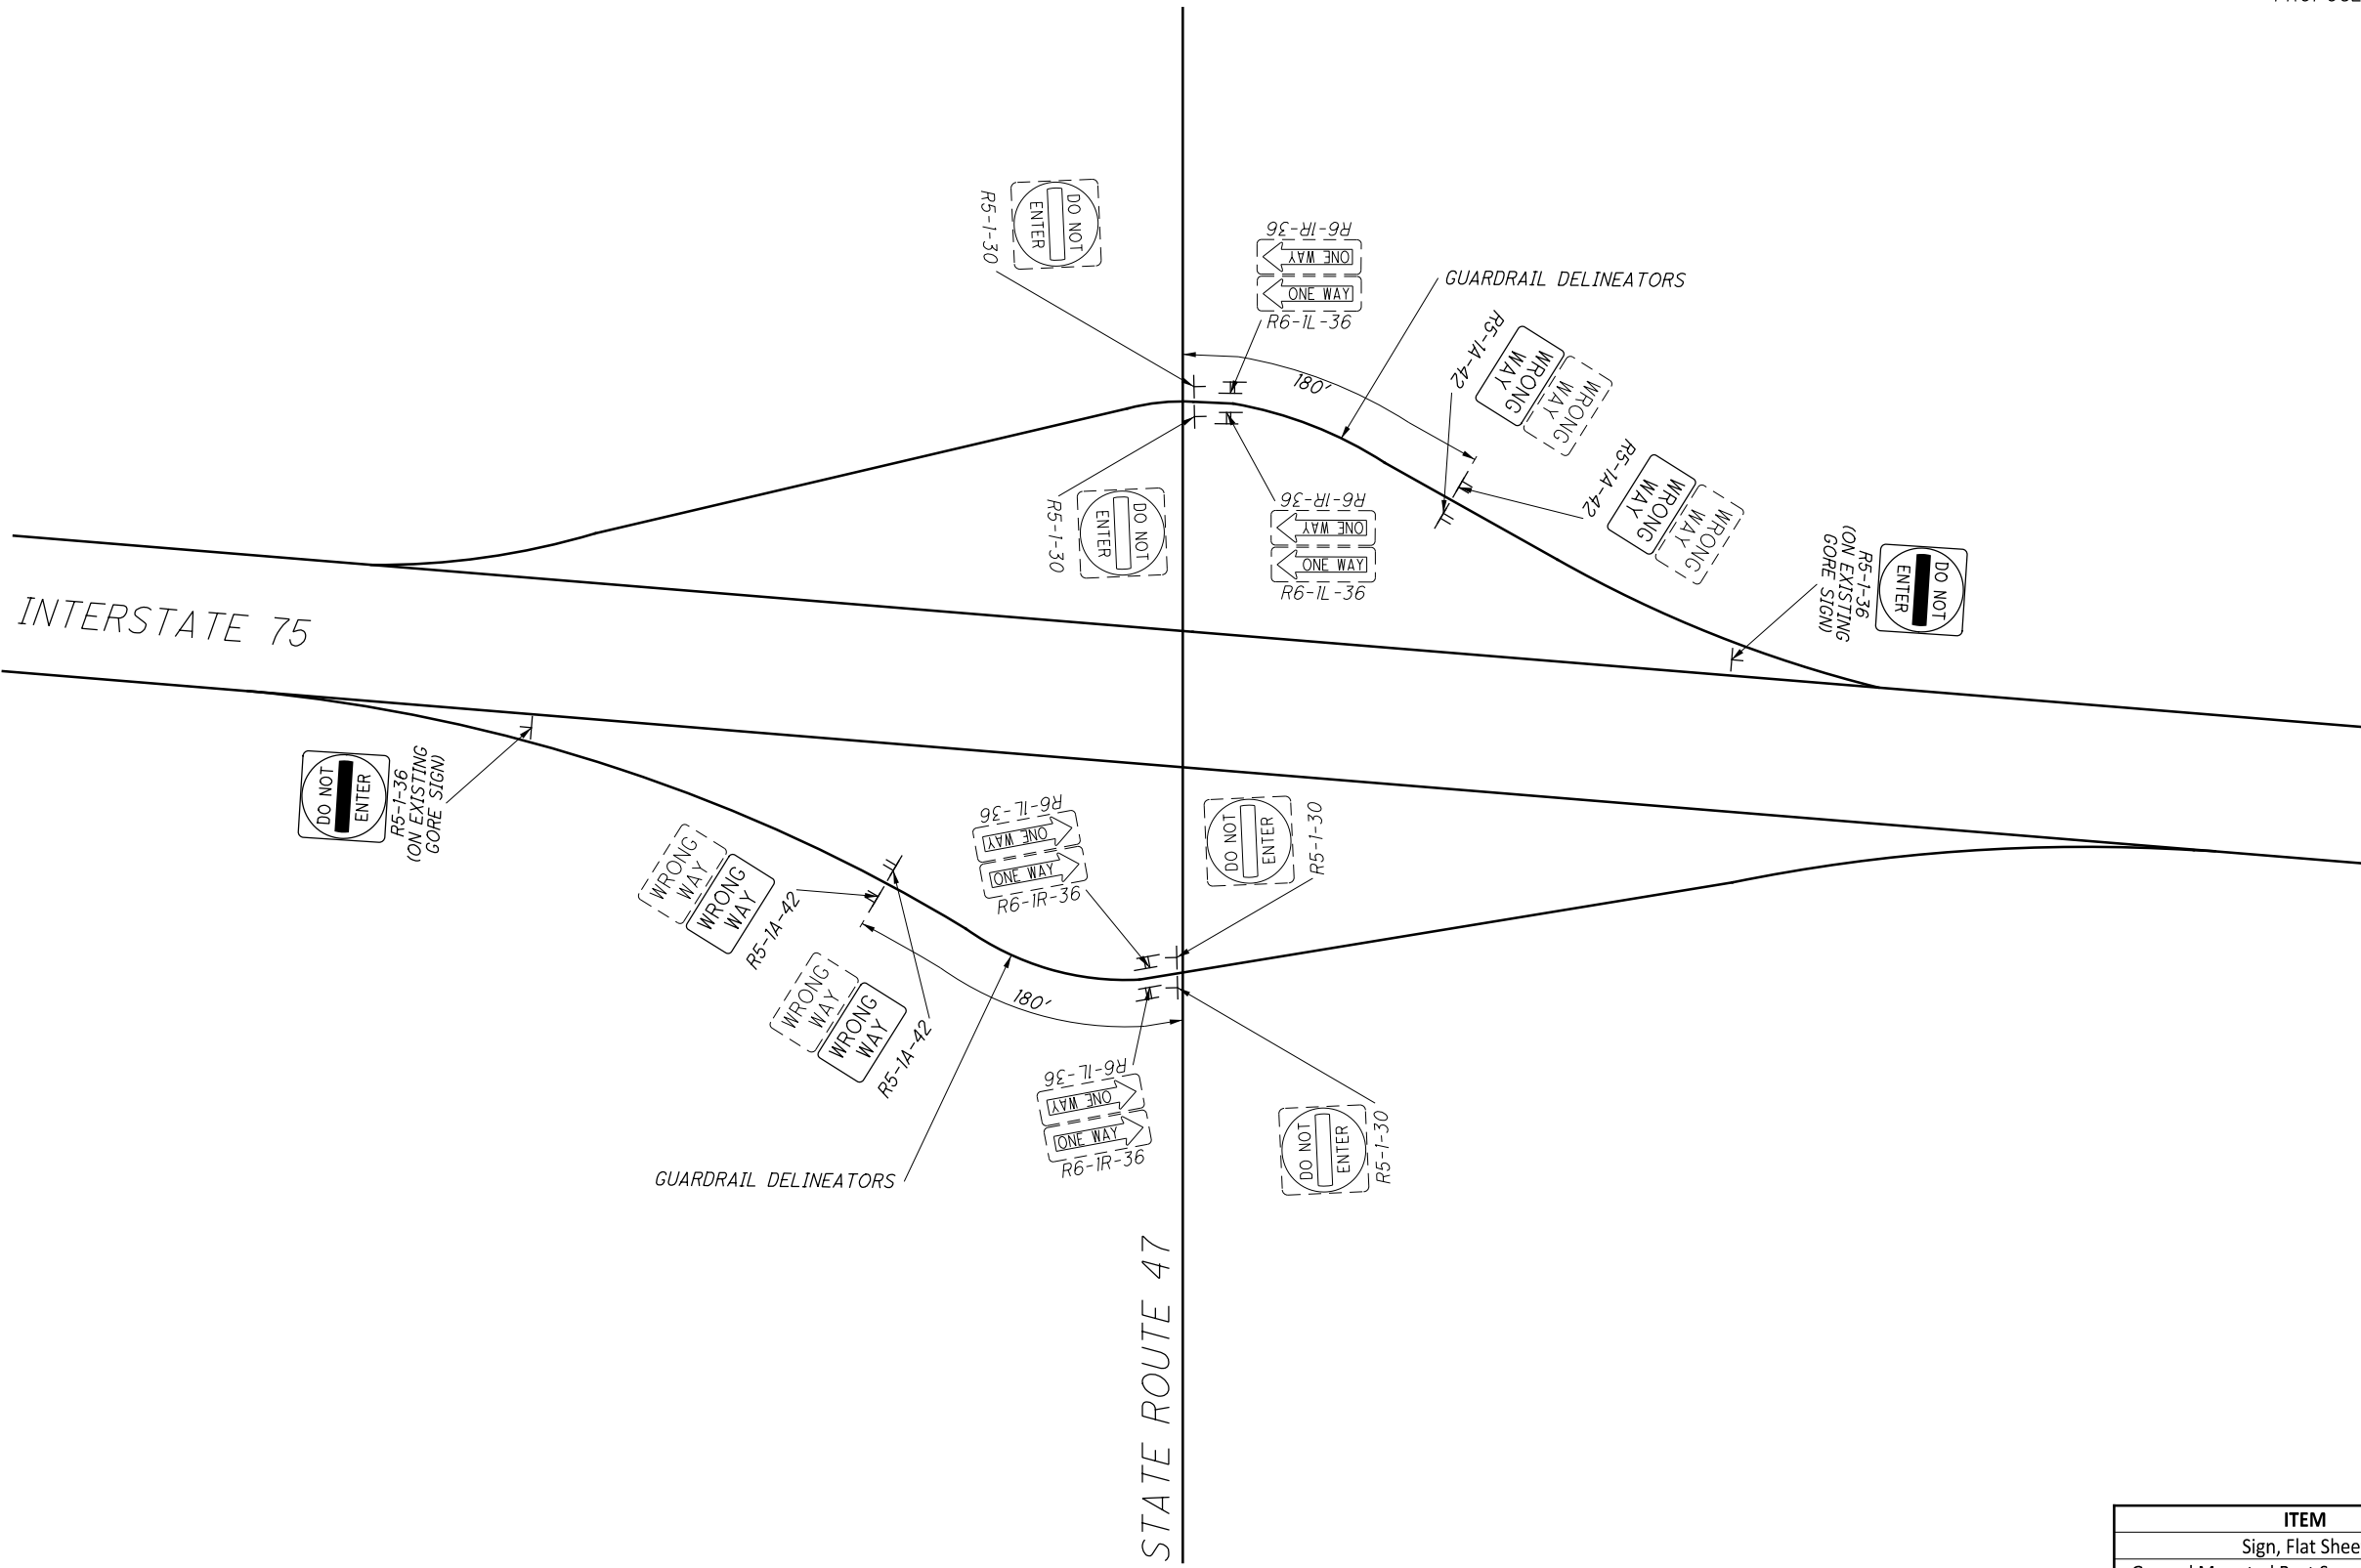 DO NOT
ENTER
R5-1-30
R6-1R-36
ONE WAY
ONE WAY
R6-1L-36
GUARDRAIL DELINEATORS
180'
R5-1A-42
WRONG
WAY
WRONG
WAY
R5-1A-42
WRONG
WAY
WRONG
WAY
DO NOT
ENTER
R5-1-30
R6-1R-36
ONE WAY
ONE WAY
R6-1L-36
DO NOT
ENTER
R5-1-36
(ON EXISTING
GORE SIGN)
INTERSTATE 75
DO NOT
ENTER
R5-1-36
(ON EXISTING
GORE SIGN)
R6-1L-36
ONE WAY
ONE WAY
R6-1R-36
DO NOT
ENTER
R5-1-30
WRONG
WAY
WRONG
WAY
R5-1A-42
WRONG
WAY
WRONG
WAY
R5-1A-42
180'
R6-1L-36
ONE WAY
ONE WAY
R6-1R-36
DO NOT
ENTER
R5-1-30
GUARDRAIL DELINEATORS
STATE ROUTE 47
ITEM
Sign, Flat Shee